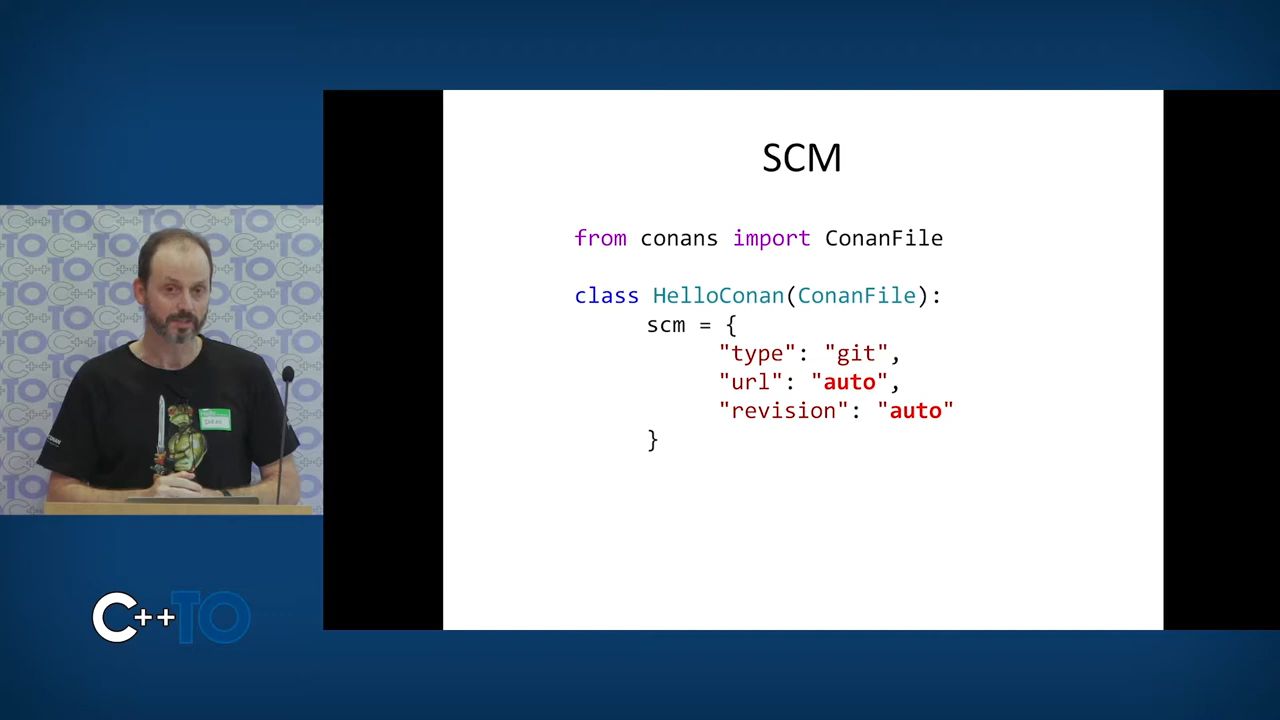 SCM
from conans import ConanFile
class HelloConan(ConanFile):
scm = {
"type": "git",
"url": "auto",
"revision": "auto"
}
C++TO